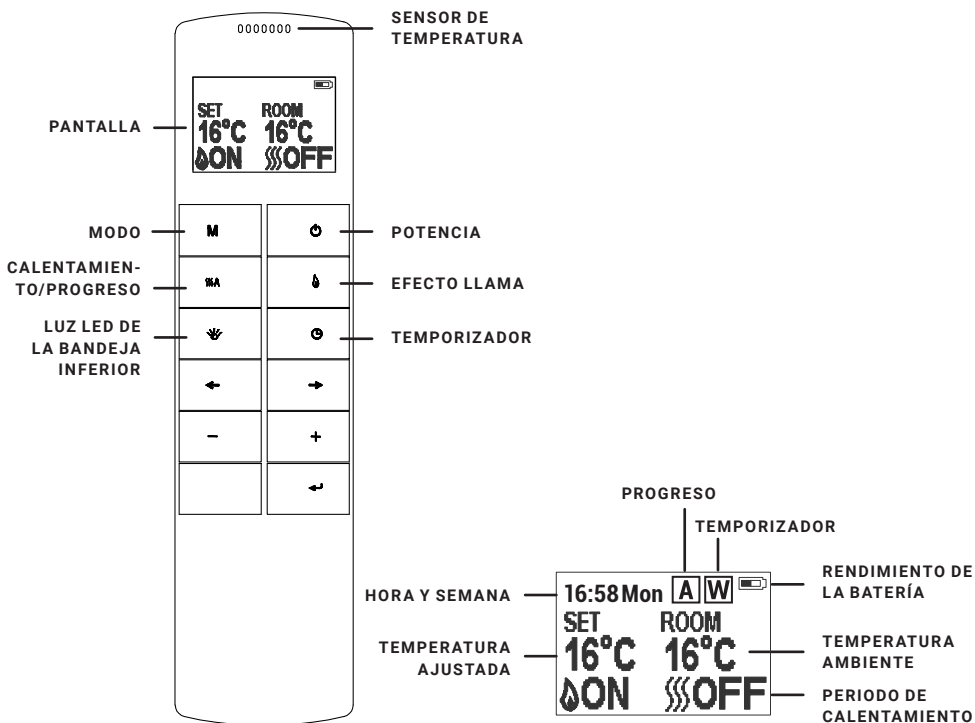 SENSOR DE
TEMPERATURA
SET ROOM
16°C 16°C
ON OFF
PANTALLA
MODO
M
POTENCIA
CALENTAMIEN-
TO/PROGRESO
A
EFECTO LLAMA
LUZ LED DE
LA BANDEJA
INFERIOR
TEMPORIZADOR
-
+
PROGRESO
TEMPORIZADOR
HORA Y SEMANA
16:58 Mon A W
RENDIMIENTO DE
LA BATERÍA
SET ROOM
TEMPERATURA
AJUSTADA
16°C 16°C
TEMPERATURA
AMBIENTE
ON OFF
PERIODO DE
CALENTAMIENTO